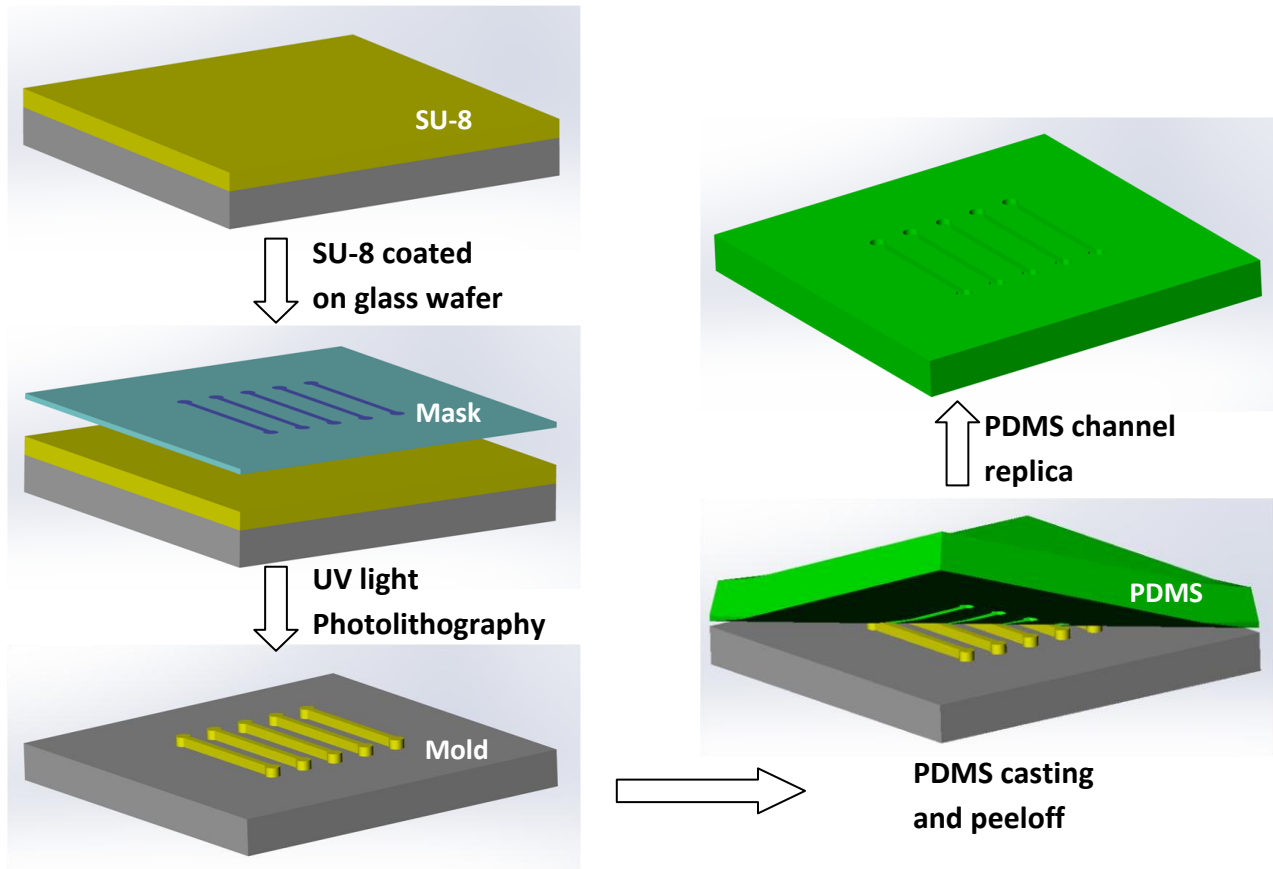 SU-8
SU-8 coated
on glass wafer
Mask
UV light
Photolithography
Mold
PDMS casting
and peeloff
PDMS
PDMS channel
replica